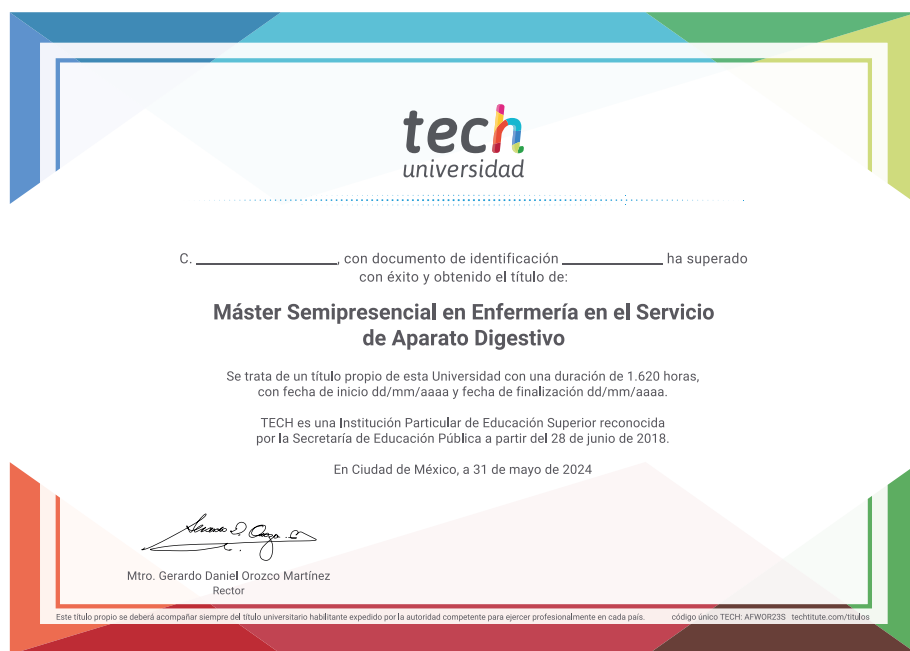 tech
universidad
C. ____________, con documento de identificación ____________ ha superado
con éxito y obtenido el título de:
Máster Semipresencial en Enfermería en el Servicio
de Aparato Digestivo
Se trata de un título propio de esta Universidad con una duración de 1.620 horas,
con fecha de inicio dd/mm/aaaa y fecha de finalización dd/mm/aaaa.
TECH es una Institución Particular de Educación Superior reconocida
por la Secretaría de Educación Pública a partir del 28 de junio de 2018.
En Ciudad de México, a 31 de mayo de 2024
Mtro. Gerardo Daniel Orozco Martínez
Rector
Este título propio se deberá acompañar siempre del título universitario habilitante expedido por la autoridad competente para ejercer profesionalmente en cada país. código único TECH: AFWOR23S techtitute.com/titulos